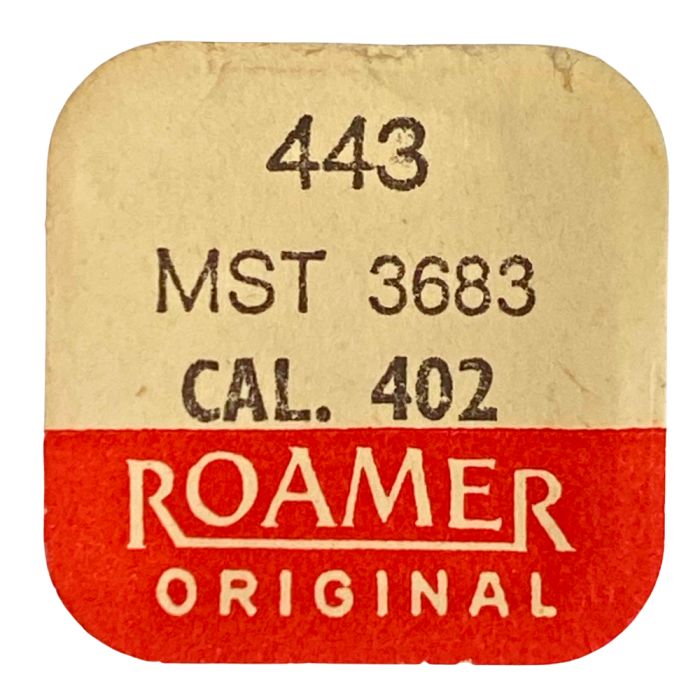 443
MST 3683
CAL. 402
ROAMER
ORIGINAL